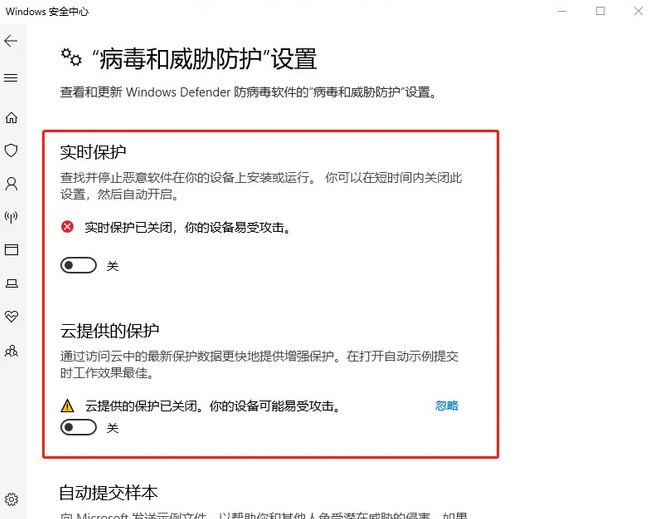 Windows 安全中心
“病毒和威胁防护”设置
查看和更新 Windows Defender 防病毒软件的“病毒和威胁防护”设置。
实时保护
查找并停止恶意软件在你的设备上安装或运行。 你可以在短时间内关闭此
设置，然后自动开启。
实时保护已关闭，你的设备易受攻击。
关
云提供的保护
通过访问云中的最新保护数据更快地提供增强保护。在打开自动示例提交
时工作效果最佳。
云提供的保护已关闭。你的设备可能易受攻击。 忽略
关
自动提交样本
向 Microsoft 发送示例文件，以帮助你和其他人免受潜在威胁的侵害。如果